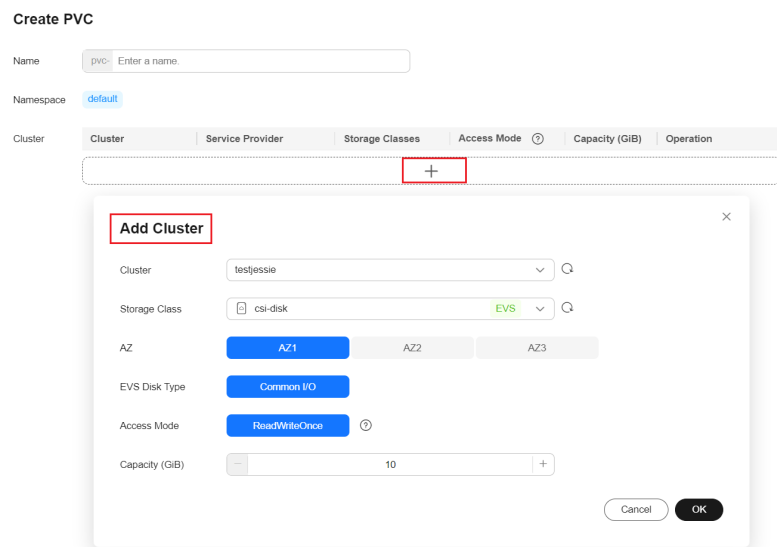 Create PVC
Name pvc- Enter a name.
Namespace default
Cluster Cluster Service Provider Storage Classes Access Mode ? Capacity (GiB) Operation
+
Add Cluster ×
Cluster testjessie
Storage Class csi-disk EVS
AZ AZ1 AZ2 AZ3
EVS Disk Type Common I/O
Access Mode ReadWriteOnce ?
Capacity (GiB) − 10 +
Cancel OK